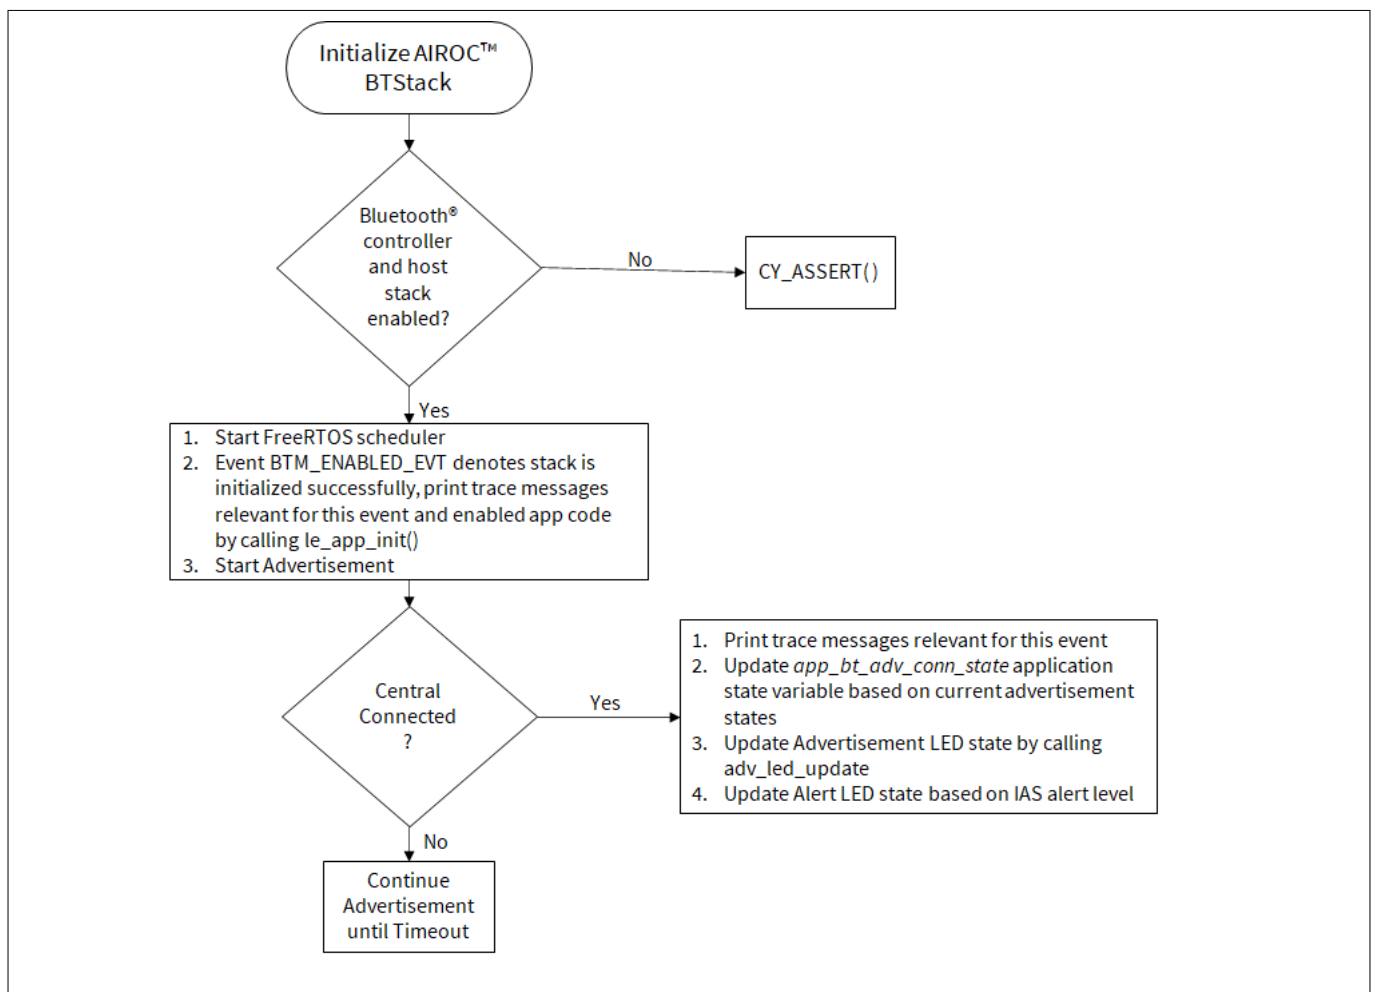 Initialize AIROC™
BTStack
Bluetooth®
controller
and host
stack
enabled?
No
CY_ASSERT()
Yes
1. Start FreeRTOS scheduler
2. Event BTM_ENABLED_EVT denotes stack is
initialized successfully, print trace messages
relevant for this event and enabled app code
by calling le_app_init()
3. Start Advertisement
Central
Connected
?
Yes
1. Print trace messages relevant for this event
2. Update app_bt_adv_conn_state application
state variable based on current advertisement
states
3. Update Advertisement LED state by calling
adv_led_update
4. Update Alert LED state based on IAS alert level
No
Continue
Advertisement
until Timeout